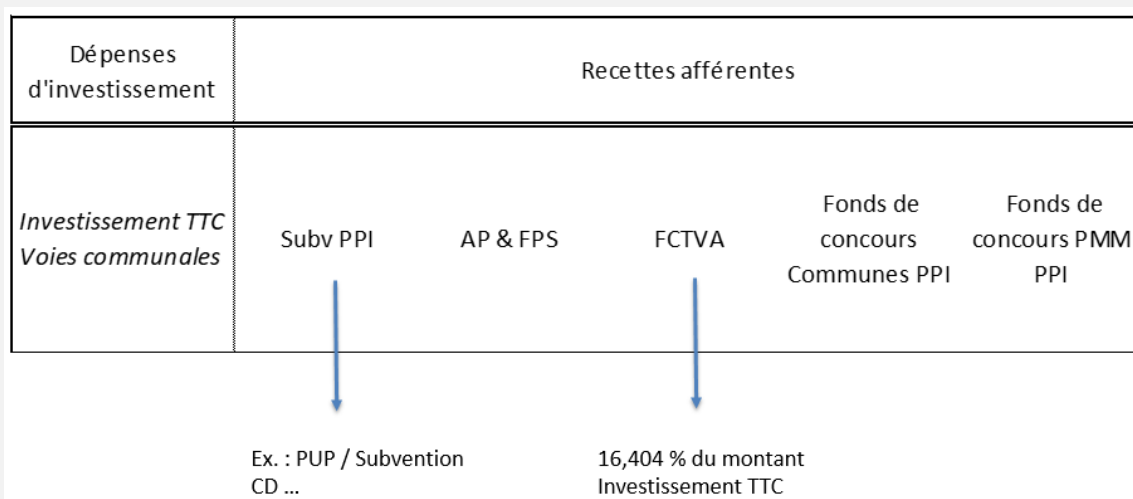 Dépenses
d'investissement
Recettes afférentes
Investissement TTC
Voies communales
Subv PPI
AP & FPS
FCTVA
Fonds de
concours
Communes PPI
Fonds de
concours PMM
PPI
Ex. : PUP / Subvention
CD ...
16,404 % du montant
Investissement TTC